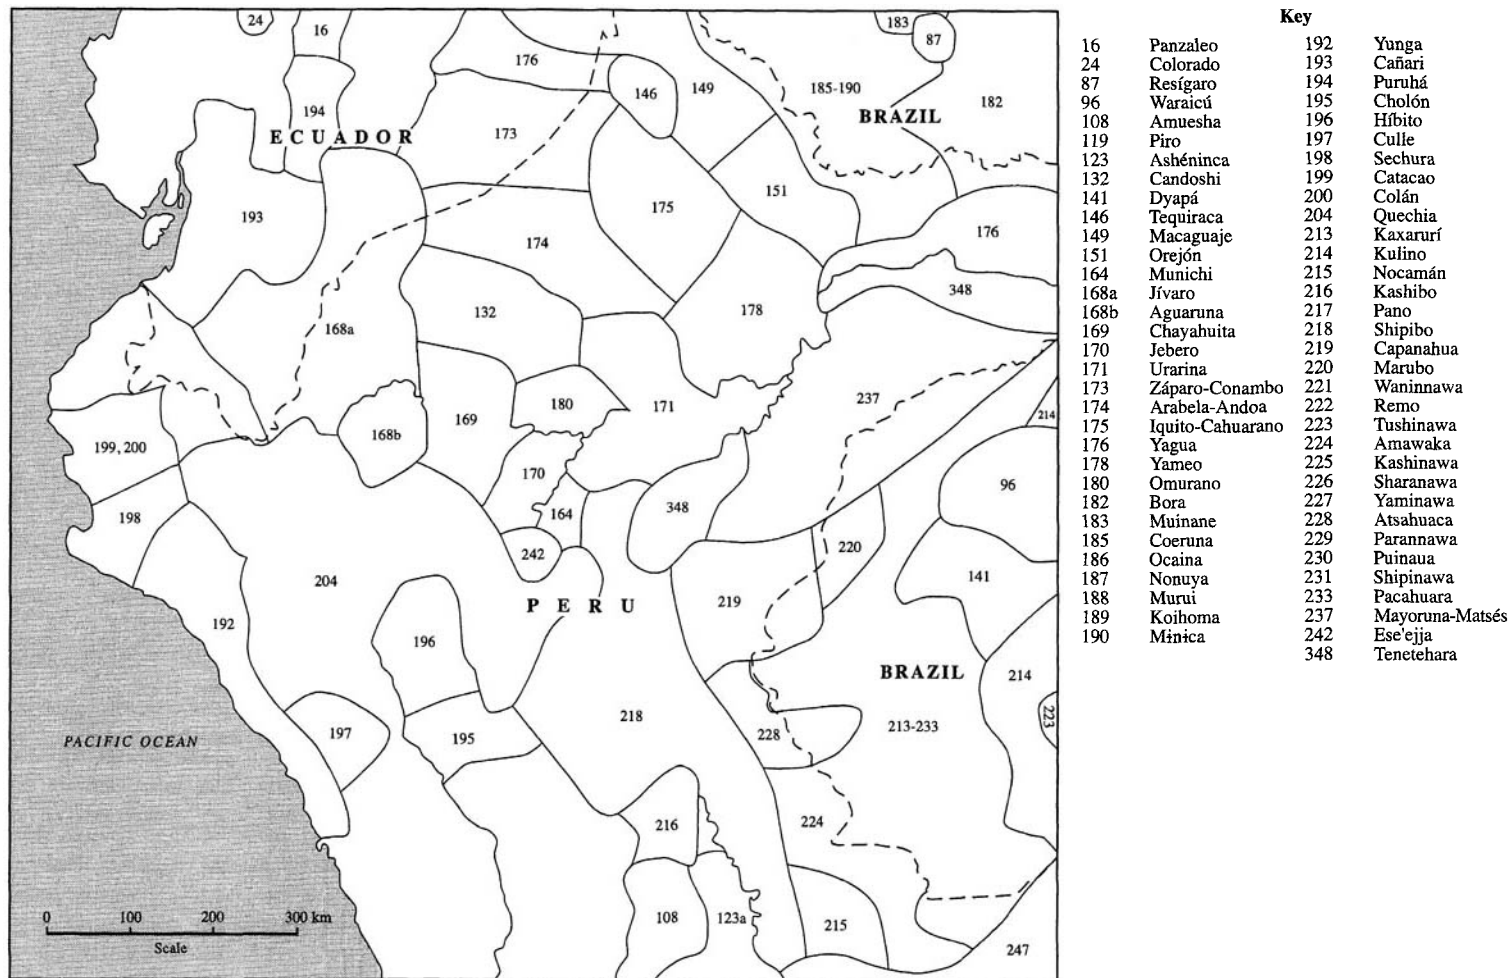 Key
16 Panzaleo 192 Yunga
24 Colorado 193 Cañari
87 Resígaro 194 Puruhá
96 Waraicú 195 Cholón
108 Amuesha 196 Híbito
119 Piro 197 Culle
123 Ashéninca 198 Sechura
132 Candoshi 199 Catacao
141 Dyapá 200 Colán
146 Tequiraca 204 Quechia
149 Macaguaje 213 Kaxarurí
151 Orejón 214 Kulino
164 Munichi 215 Nocamán
168a Jívaro 216 Kashibo
168b Aguaruna 217 Pano
169 Chayahuita 218 Shipibo
170 Jebero 219 Capanahua
171 Urarina 220 Marubo
173 Záparo-Conambo 221 Waninnawa
174 Arabela-Andoa 222 Remo
175 Iquito-Cahuarano 223 Tushinawa
176 Yagua 224 Amawaka
178 Yameo 225 Kashinawa
180 Omurano 226 Sharanawa
182 Bora 227 Yaminawa
183 Muinane 228 Atsahuaca
185 Coeruna 229 Parannawa
186 Ocaina 230 Puinaua
187 Nonuya 231 Shipinawa
188 Murui 233 Pacahuara
189 Koihoma 237 Mayoruna-Matsés
190 Mɨnɨca 242 Ese'ejja
348 Tenetehara
24
16
183
87
176
146
149
185-190
182
BRAZIL
194
ECUADOR
173
193
175
151
174
176
348
168a
132
178
237
180
171
214
199, 200
168b
169
170
96
198
164
348
242
220
204
141
PERU
219
192
196
BRAZIL
214
218
223
213-233
PACIFIC OCEAN
197
195
228
216
224
108
123a
215
247
0 100 200 300 km
Scale